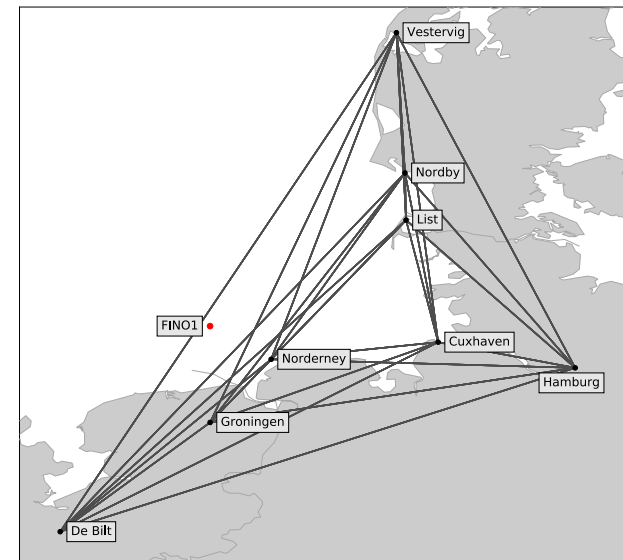 Vestervig
Nordby
List
FINO1
Cuxhaven
Norderney
Hamburg
Groningen
De Bilt